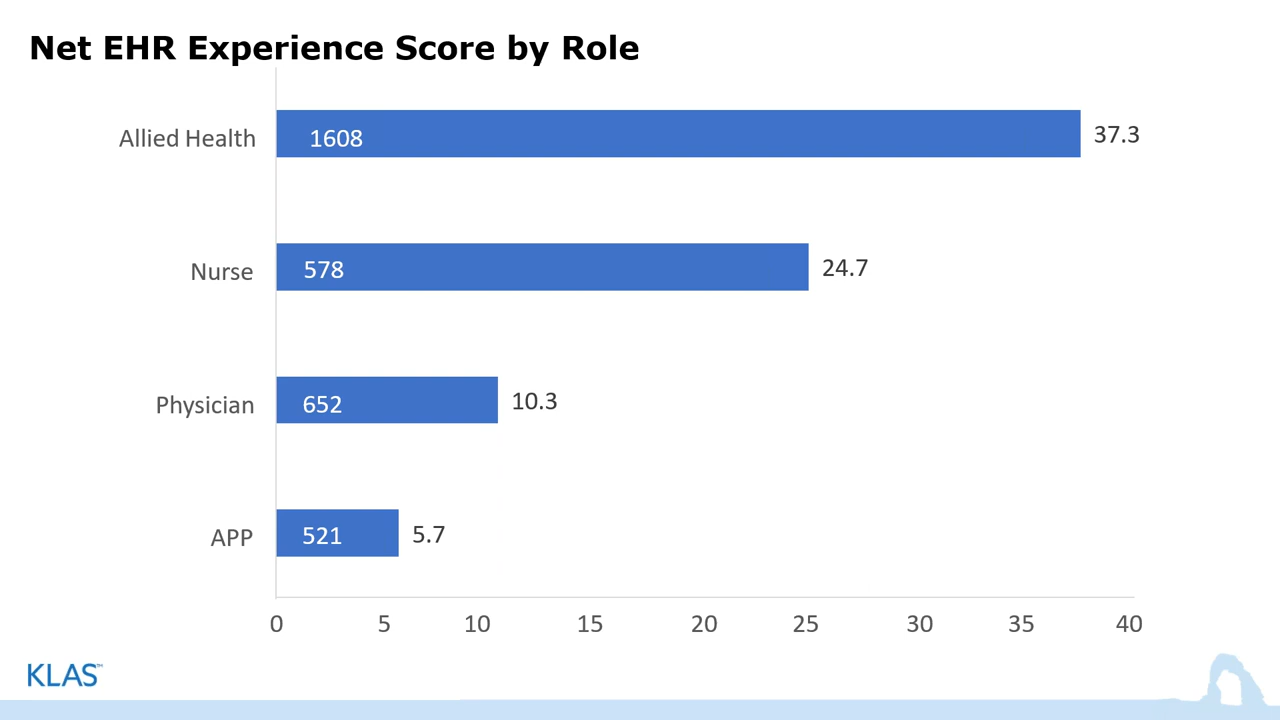 Net EHR Experience Score by Role
Allied Health 1608 37.3
Nurse 578 24.7
Physician 652 10.3
APP 521 5.7
0 5 10 15 20 25 30 35 40
KLAS™